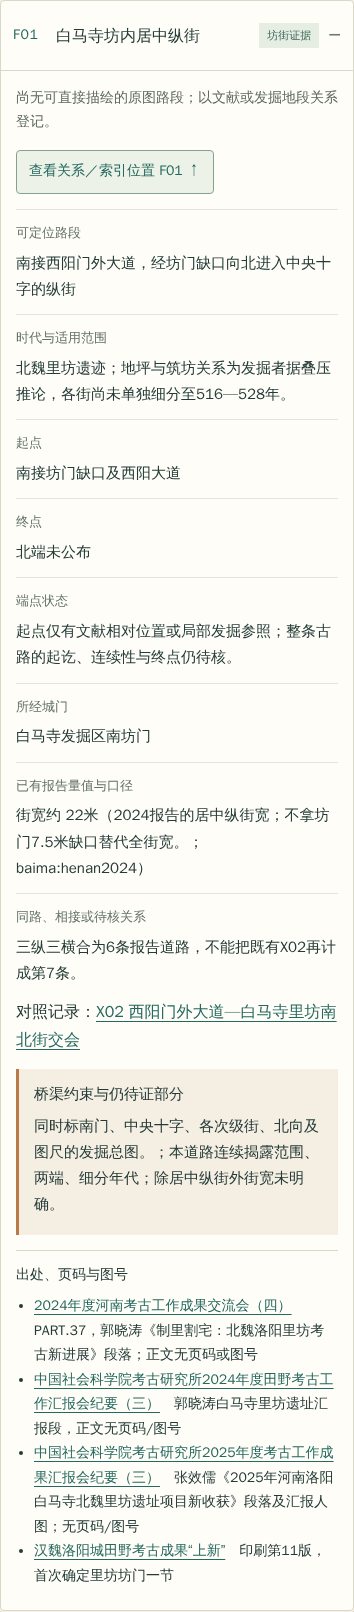 F01 白马寺坊内居中纵街 坊街证据 —
尚无可直接描绘的原图路段；以文献或发掘地段关系
登记。
查看关系／索引位置 F01 ↑
可定位路段
南接西阳门外大道，经坊门缺口向北进入中央十
字的纵街
时代与适用范围
北魏里坊遗迹；地坪与筑坊关系为发掘者据叠压
推论，各街尚未单独细分至516—528年。
起点
南接坊门缺口及西阳大道
终点
北端未公布
端点状态
起点仅有文献相对位置或局部发掘参照；整条古
路的起讫、连续性与终点仍待核。
所经城门
白马寺发掘区南坊门
已有报告量值与口径
街宽约 22米（2024报告的居中纵街宽；不拿坊
门7.5米缺口替代全街宽。；
baima:henan2024）
同路、相接或待核关系
三纵三横合为6条报告道路，不能把既有X02再计
成第7条。
对照记录：X02 西阳门外大道—白马寺里坊南
北街交会
桥渠约束与仍待证部分
同时标南门、中央十字、各次级街、北向及
图尺的发掘总图。；本道路连续揭露范围、
两端、细分年代；除居中纵街外街宽未明
确。
出处、页码与图号
• 2024年度河南考古工作成果交流会（四）
PART.37，郭晓涛《制里割宅：北魏洛阳里坊考
古新进展》段落；正文无页码或图号
• 中国社会科学院考古研究所2024年度田野考古工
作汇报会纪要（三） 郭晓涛白马寺里坊遗址汇
报段，正文无页码/图号
• 中国社会科学院考古研究所2025年度考古工作成
果汇报会纪要（三） 张效儒《2025年河南洛阳
白马寺北魏里坊遗址项目新收获》段落及汇报人
图；无页码/图号
• 汉魏洛阳城田野考古成果“上新” 印刷第11版，
首次确定里坊坊门一节